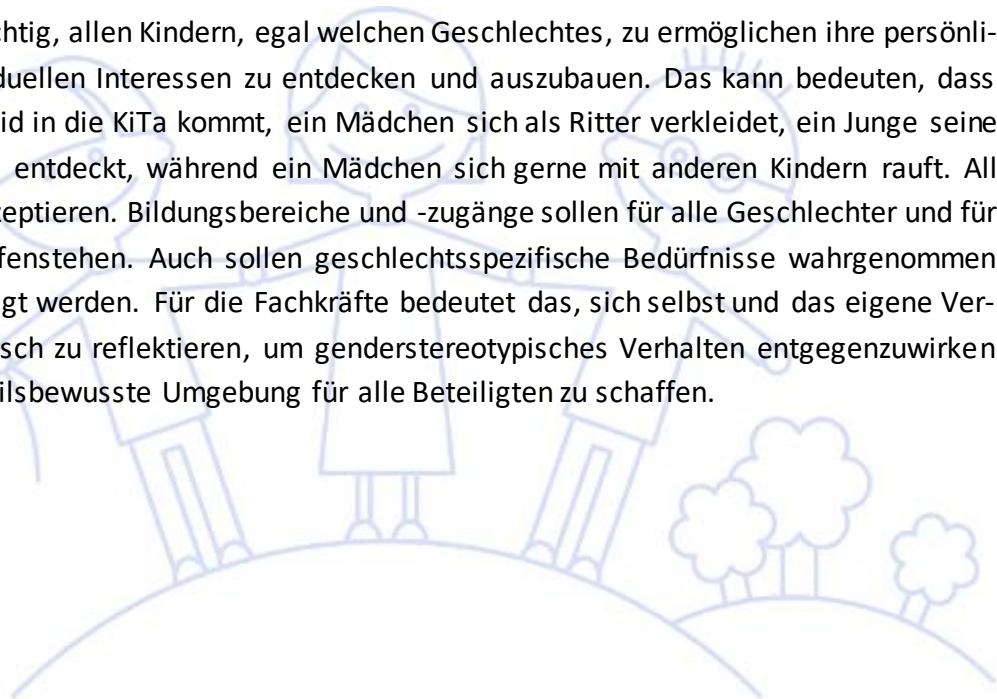 chtig, allen Kindern, egal welchen Geschlechtes, zu ermöglichen ihre persönli-
duellen Interessen zu entdecken und auszubauen. Das kann bedeuten, dass
id in die KiTa kommt, ein Mädchen sich als Ritter verkleidet, ein Junge seine
entdeckt, während ein Mädchen sich gerne mit anderen Kindern rauft. All
zeptieren. Bildungsbereiche und -zugänge sollen für alle Geschlechter und für
fenstehen. Auch sollen geschlechtsspezifische Bedürfnisse wahrgenommen
gt werden. Für die Fachkräfte bedeutet das, sich selbst und das eigene Ver-
sch zu reflektieren, um genderstereotypisches Verhalten entgegenzuwirken
ilsbewusste Umgebung für alle Beteiligten zu schaffen.